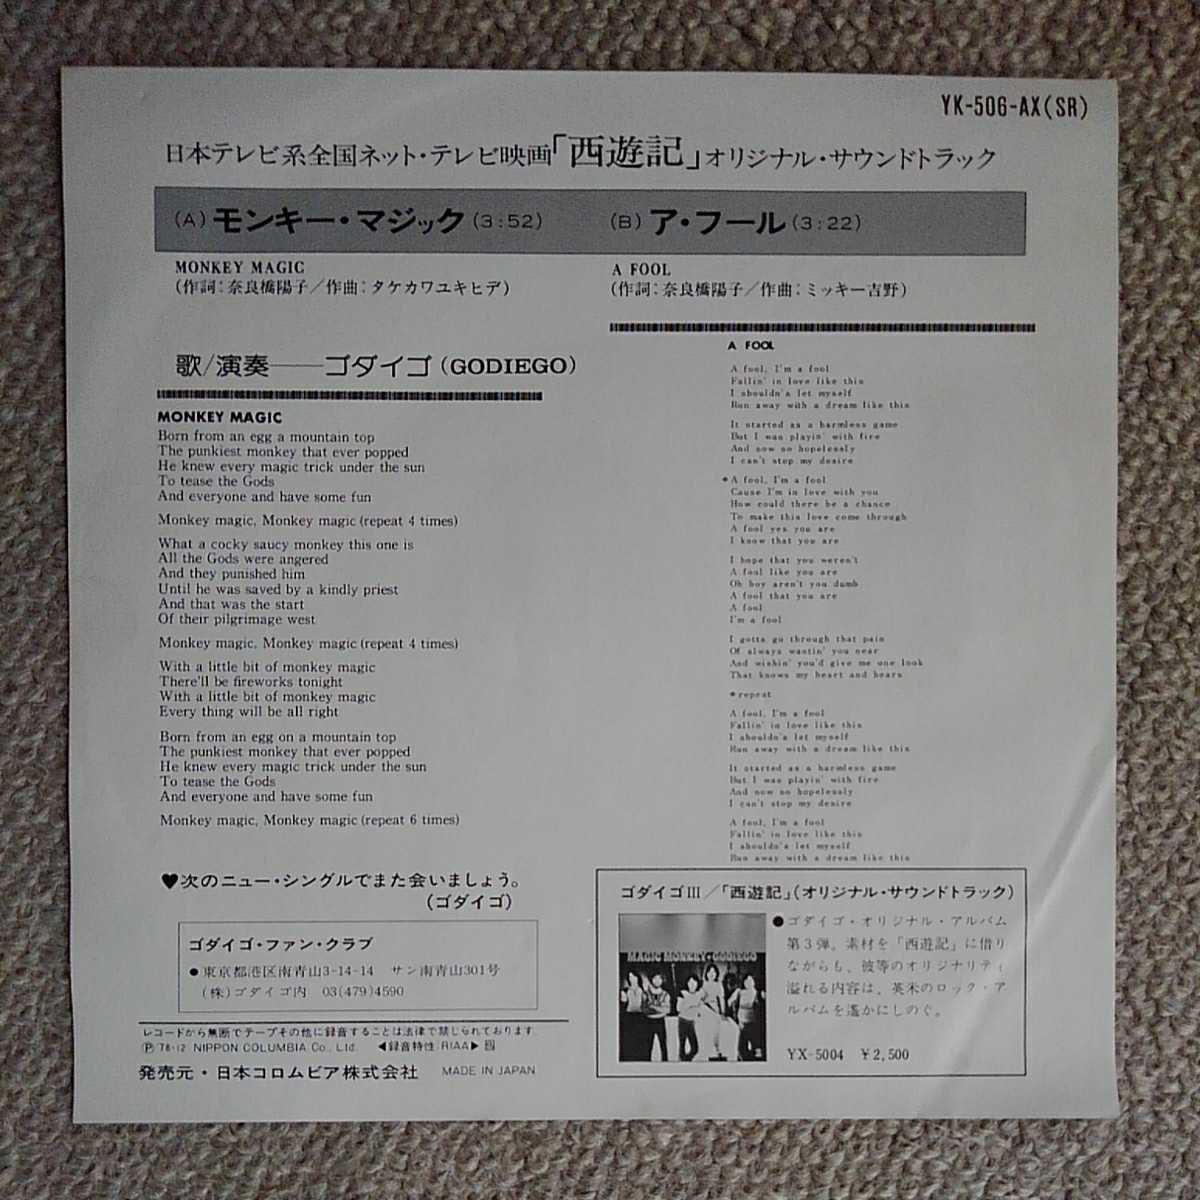 YK-506-AX(SR)
日本テレビ系全国ネット・テレビ映画「西遊記」オリジナル・サウンドトラック
(A) モンキー・マジック (3:52)
MONKEY MAGIC
(作詞:奈良橋陽子/作曲:タケカワユキヒデ)
(B) ア・フール (3:22)
A FOOL
(作詞:奈良橋陽子/作曲:ミッキー吉野)
歌/演奏——ゴダイゴ(GODIEGO)
MONKEY MAGIC
Born from an egg a mountain top
The punkiest monkey that ever popped
He knew every magic trick under the sun
To tease the Gods
And everyone and have some fun
Monkey magic, Monkey magic (repeat 4 times)
What a cocky saucy monkey this one is
All the Gods were angered
And they punished him
Until he was saved by a kindly priest
And that was the start
Of their pilgrimage west
Monkey magic, Monkey magic (repeat 4 times)
With a little bit of monkey magic
There'll be fireworks tonight
With a little bit of monkey magic
Every thing will be all right
Born from an egg on a mountain top
The punkiest monkey that ever popped
He knew every magic trick under the sun
To tease the Gods
And everyone and have some fun
Monkey magic, Monkey magic (repeat 6 times)
A FOOL
A fool, I'm a fool
Fallin' in love like this
I shouldn'a let myself
Run away with a dream like this
It started as a harmless game
But I was playin' with fire
And now so hopelessly
I can't stop my desire
*A fool, I'm a fool
Cause I'm in love with you
How could there be a chance
To make this love come through
A fool yes you are
I know that you are
I hope that you weren't
A fool like you are
Oh boy aren't you dumb
A fool that you are
A fool
I'm a fool
I gotta go through that pain
Of always wantin' you near
And wishin' you'd give me one look
That knows my heart and hears
*repeat
A fool, I'm a fool
Fallin' in love like this
I shouldn'a let myself
Run away with a dream like this
It started as a harmless game
But I was playin' with fire
And now so hopelessly
I can't stop my desire
A fool, I'm a fool
Fallin' in love like this
I shouldn'a let myself
Run away with a dream like this
♥次のニュー・シングルでまた会いましょう。
(ゴダイゴ)
ゴダイゴ・ファン・クラブ
●東京都港区南青山3-14-14 サン南青山301号
(株)ゴダイゴ内 03(479)4590
レコードから無断でテープその他に録音することは法律で禁じられております
Ⓟ'78・12 NIPPON COLUMBIA Co., Ltd. ◀録音特性:RIAA▶
発売元・日本コロムビア株式会社 MADE IN JAPAN
ゴダイゴIII/「西遊記」(オリジナル・サウンドトラック)
MAGIC MONKEY・GODIEGO
●ゴダイゴ・オリジナル・アルバム
第3弾。素材を「西遊記」に借り
ながらも、彼等のオリジナリティ
溢れる内容は、英米のロック・ア
ルバムを遙かにしのぐ。
YX-5004 ¥2,500